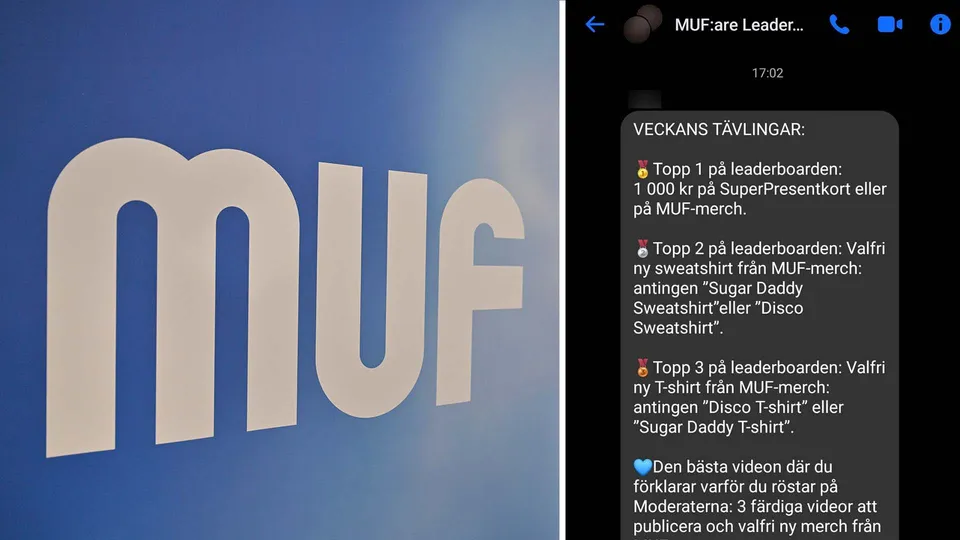 MUF
MUF:are Leader...
17:02
VECKANS TÄVLINGAR:
🏅Topp 1 på leaderboarden:
1 000 kr på SuperPresentkort eller
på MUF-merch.
🥈Topp 2 på leaderboarden: Valfri
ny sweatshirt från MUF-merch:
antingen ”Sugar Daddy
Sweatshirt”eller ”Disco
Sweatshirt”.
🥉Topp 3 på leaderboarden: Valfri
ny T-shirt från MUF-merch:
antingen ”Disco T-shirt” eller
”Sugar Daddy T-shirt”.
💙Den bästa videon där du
förklarar varför du röstar på
Moderaterna: 3 färdiga videor att
publicera och valfri ny merch från